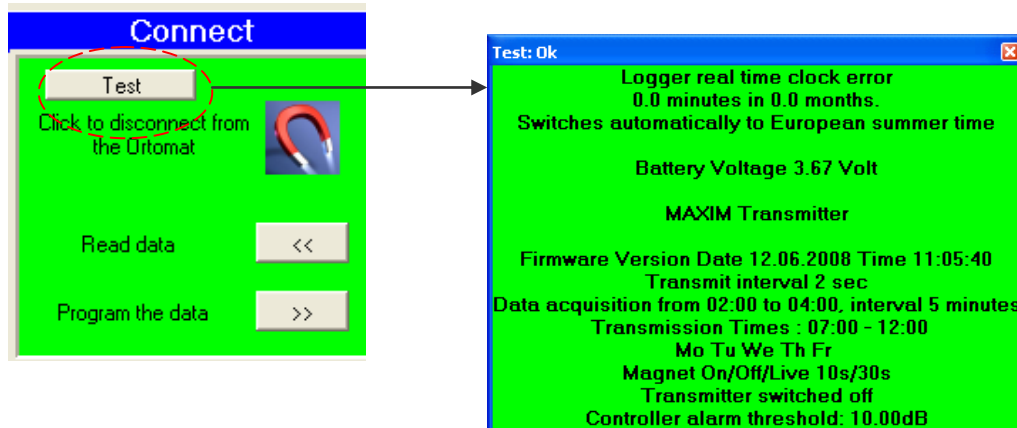 Connect
Test
Click to disconnect from
the Ortomat
Read data
<<
Program the data
>>
Test: Ok
Logger real time clock error
0.0 minutes in 0.0 months.
Switches automatically to European summer time
Battery Voltage 3.67 Volt
MAXIM Transmitter
Firmware Version Date 12.06.2008 Time 11:05:40
Transmit interval 2 sec
Data acquisition from 02:00 to 04:00, interval 5 minutes
Transmission Times : 07:00 - 12:00
Mo Tu We Th Fr
Magnet On/Off/Live 10s/30s
Transmitter switched off
Controller alarm threshold: 10.00dB